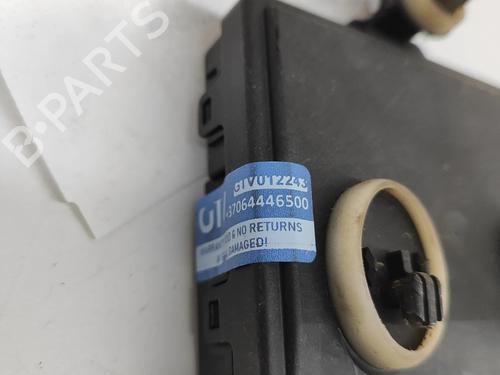 B-PARTS
GTV012243
+37064446500
& NO RETURNS
DAMAGED!